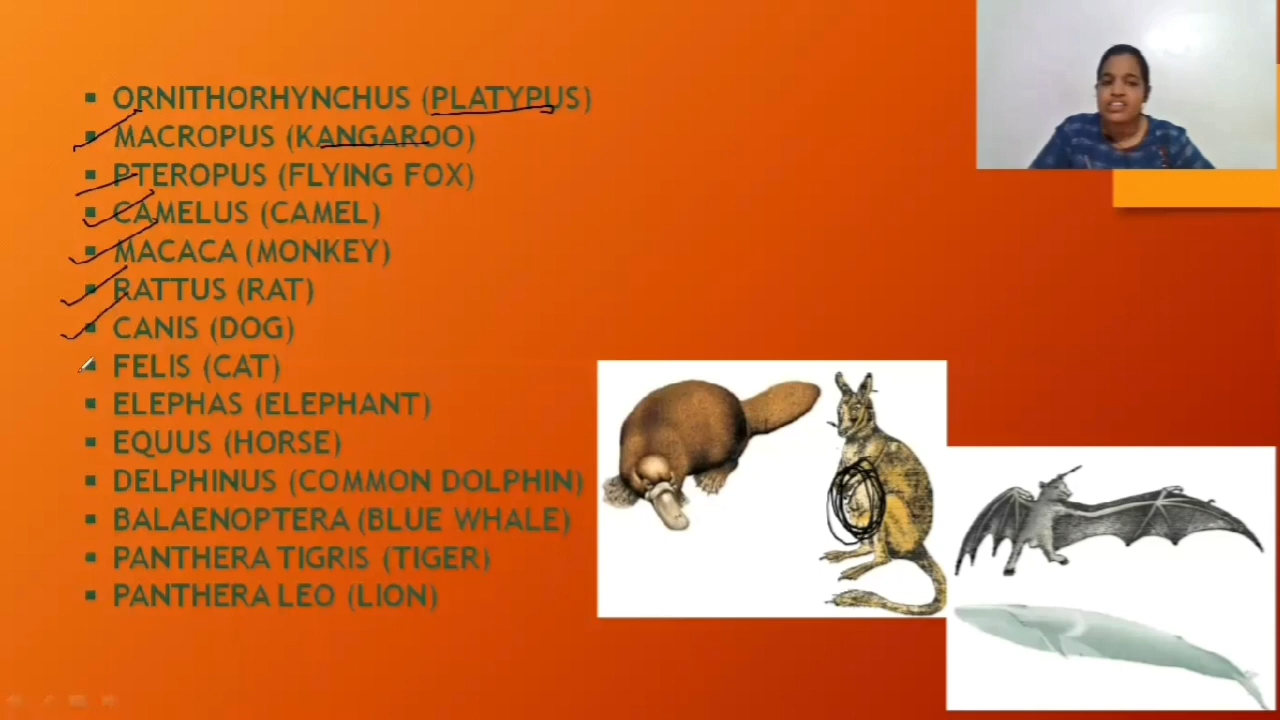 ORNITHORHYNCHUS (PLATYPUS)
MACROPUS (KANGAROO)
PTEROPUS (FLYING FOX)
CAMELUS (CAMEL)
MACACA (MONKEY)
RATTUS (RAT)
CANIS (DOG)
FELIS (CAT)
ELEPHAS (ELEPHANT)
EQUUS (HORSE)
DELPHINUS (COMMON DOLPHIN)
BALAENOPTERA (BLUE WHALE)
PANTHERA TIGRIS (TIGER)
PANTHERA LEO (LION)